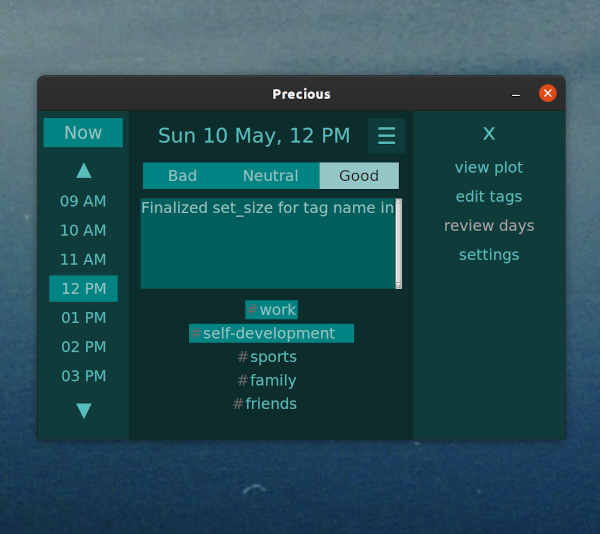 Precious
Now
▲
09 AM
10 AM
11 AM
12 PM
01 PM
02 PM
03 PM
▼
Sun 10 May, 12 PM ☰
Bad Neutral Good
Finalized set_size for tag name in
#work
#self-development
#sports
#family
#friends
x
view plot
edit tags
review days
settings